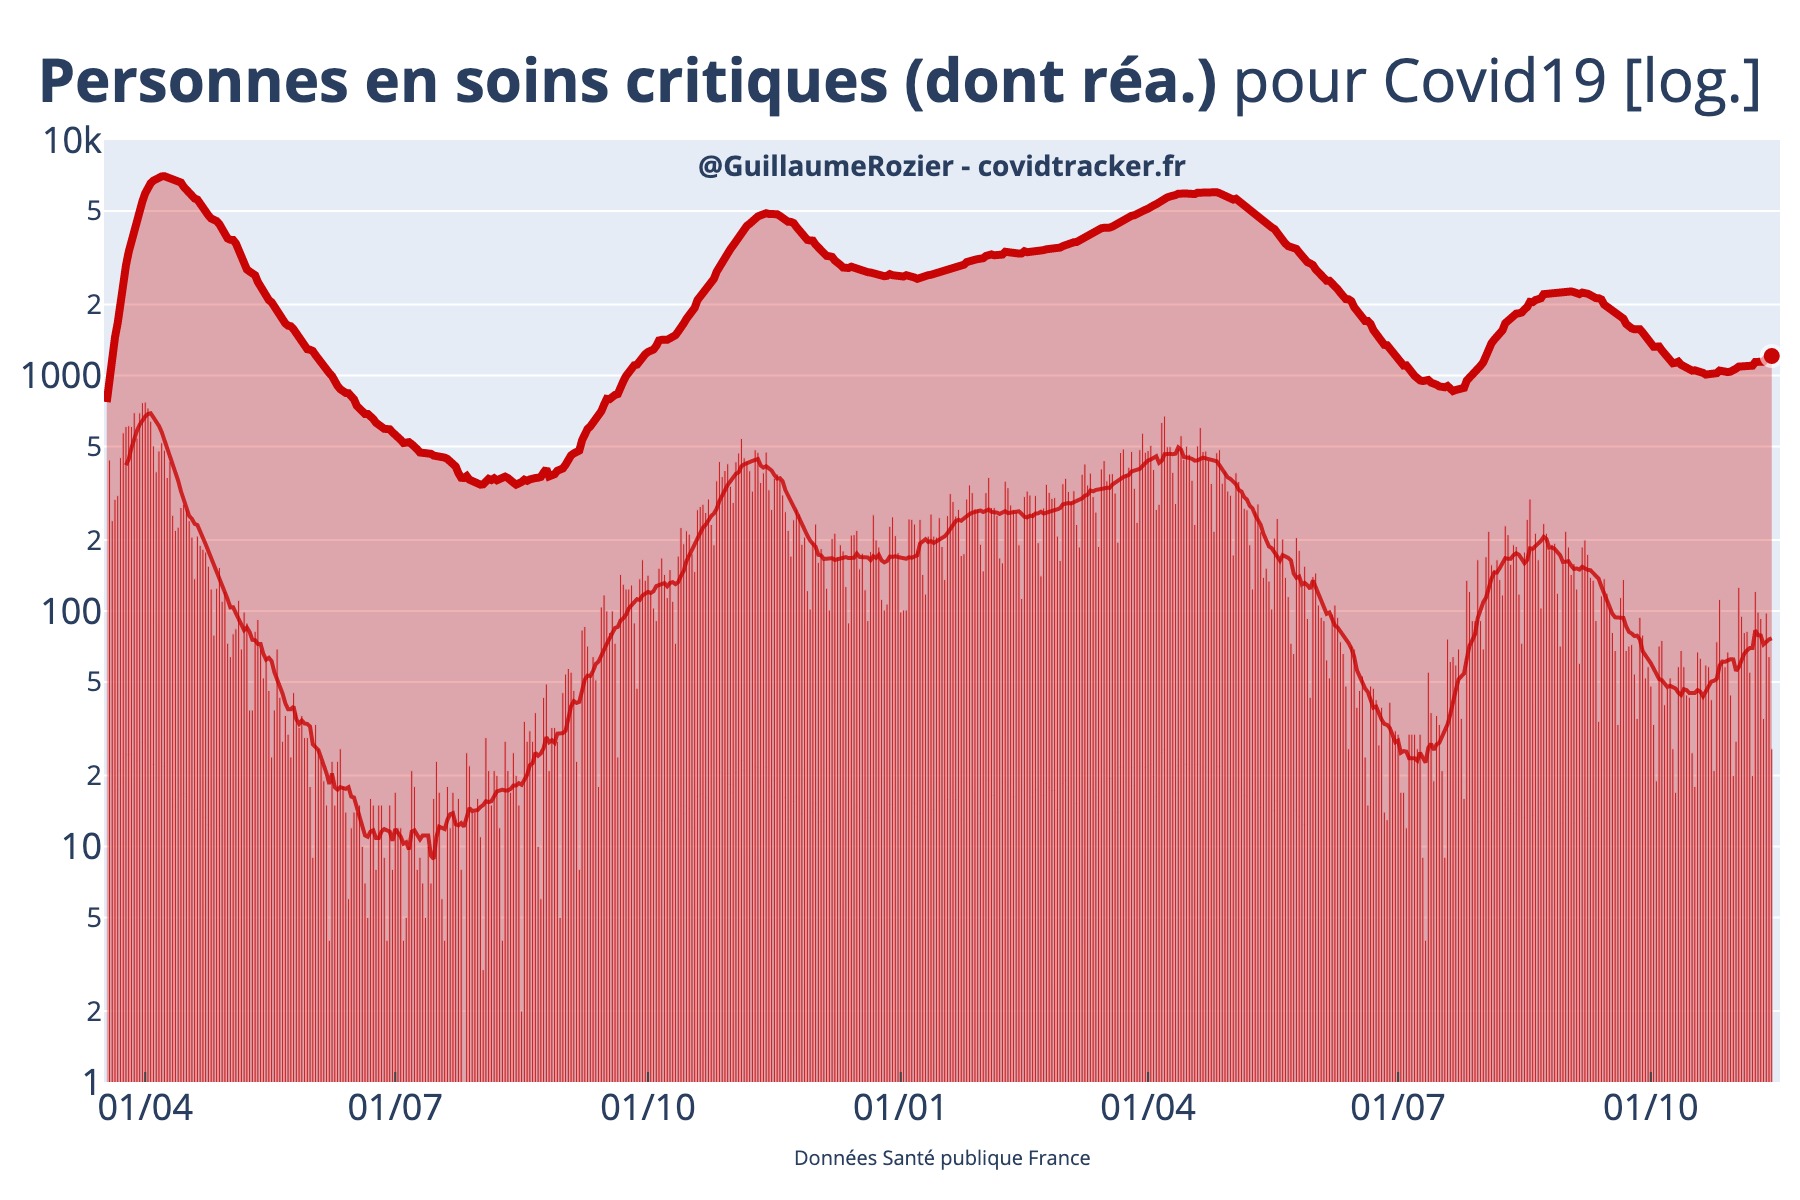 Personnes en soins critiques (dont réa.) pour Covid19 [log.]
@GuillaumeRozier - covidtracker.fr
10k
5
2
1000
5
2
100
5
2
10
5
2
1
01/04 01/07 01/10 01/01 01/04 01/07 01/10
Données Santé publique France